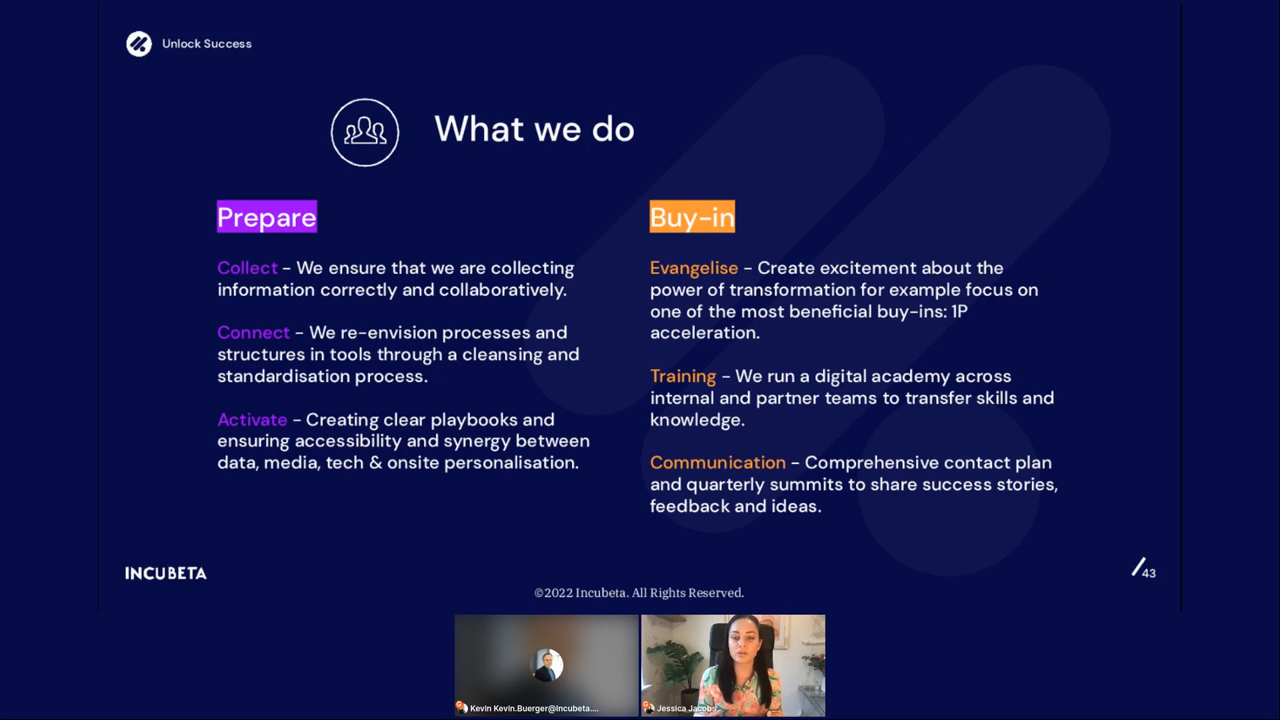 Unlock Success
What we do
Prepare
Collect - We ensure that we are collecting
information correctly and collaboratively.
Connect - We re-envision processes and
structures in tools through a cleansing and
standardisation process.
Activate - Creating clear playbooks and
ensuring accessibility and synergy between
data, media, tech & onsite personalisation.
Buy-in
Evangelise - Create excitement about the
power of transformation for example focus on
one of the most beneficial buy-ins: 1P
acceleration.
Training - We run a digital academy across
internal and partner teams to transfer skills and
knowledge.
Communication - Comprehensive contact plan
and quarterly summits to share success stories,
feedback and ideas.
INCUBETA
43
©2022 Incubeta. All Rights Reserved.
Kevin Kevin.Buerger@Incubeta....
Jessica Jacobs